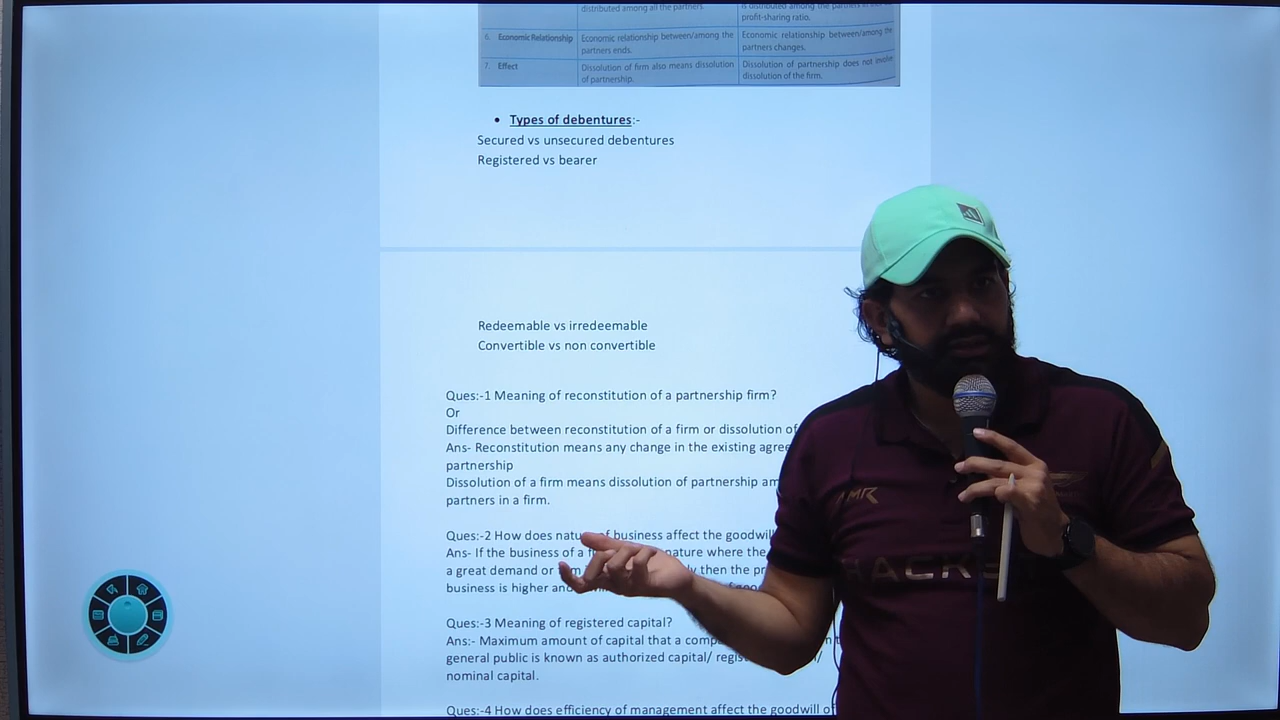 distributed among all the partners.
is distributed among the partners in
profit-sharing ratio.
6. Economic Relationship Economic relationship between/among the partners ends. Economic relationship between/among the partners changes.
7. Effect Dissolution of firm also means dissolution of partnership. Dissolution of partnership does not involve dissolution of the firm.
• Types of debentures:-
Secured vs unsecured debentures
Registered vs bearer
Redeemable vs irredeemable
Convertible vs non convertible
Ques:-1 Meaning of reconstitution of a partnership firm?
Or
Difference between reconstitution of a firm or dissolution of
Ans- Reconstitution means any change in the existing
partnership
Dissolution of a firm means dissolution of partnership
partners in a firm.
Ques:-2 How does nature of business affect the goodwill
Ans- If the business of a nature where the
a great demand or then the
business is higher
Ques:-3 Meaning of registered capital?
Ans:- Maximum amount of capital that a
general public is known as authorized capital/
nominal capital.
Ques:-4 How does efficiency of management affect the goodwill of
AMR